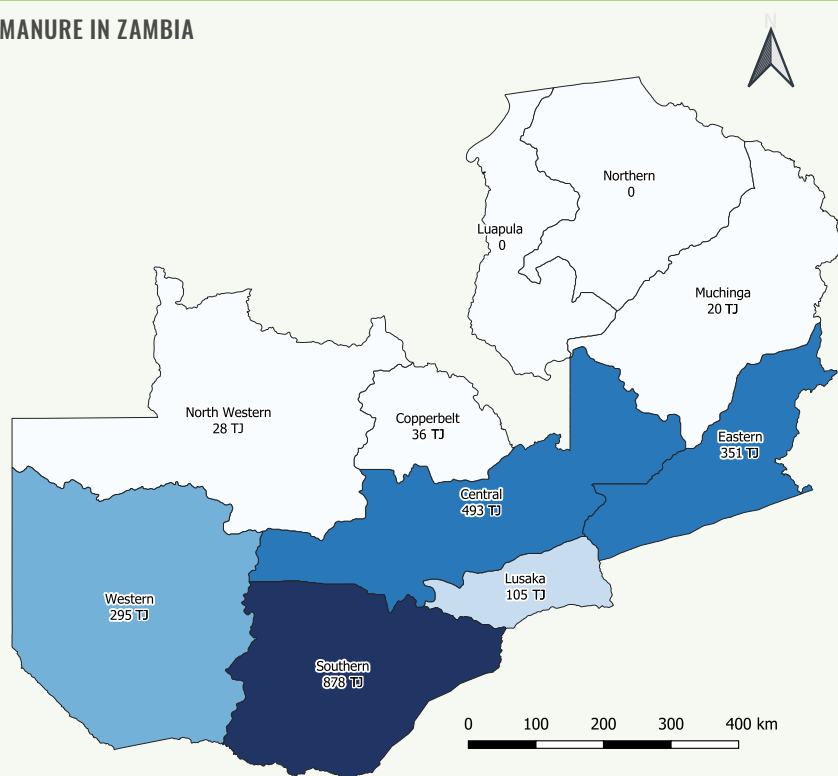 MANURE IN ZAMBIA
N
Northern
0
Luapula
0
Muchinga
20 TJ
North Western
28 TJ
Copperbelt
36 TJ
Eastern
351 TJ
Central
493 TJ
Lusaka
105 TJ
Western
295 TJ
Southern
878 TJ
0 100 200 300 400 km